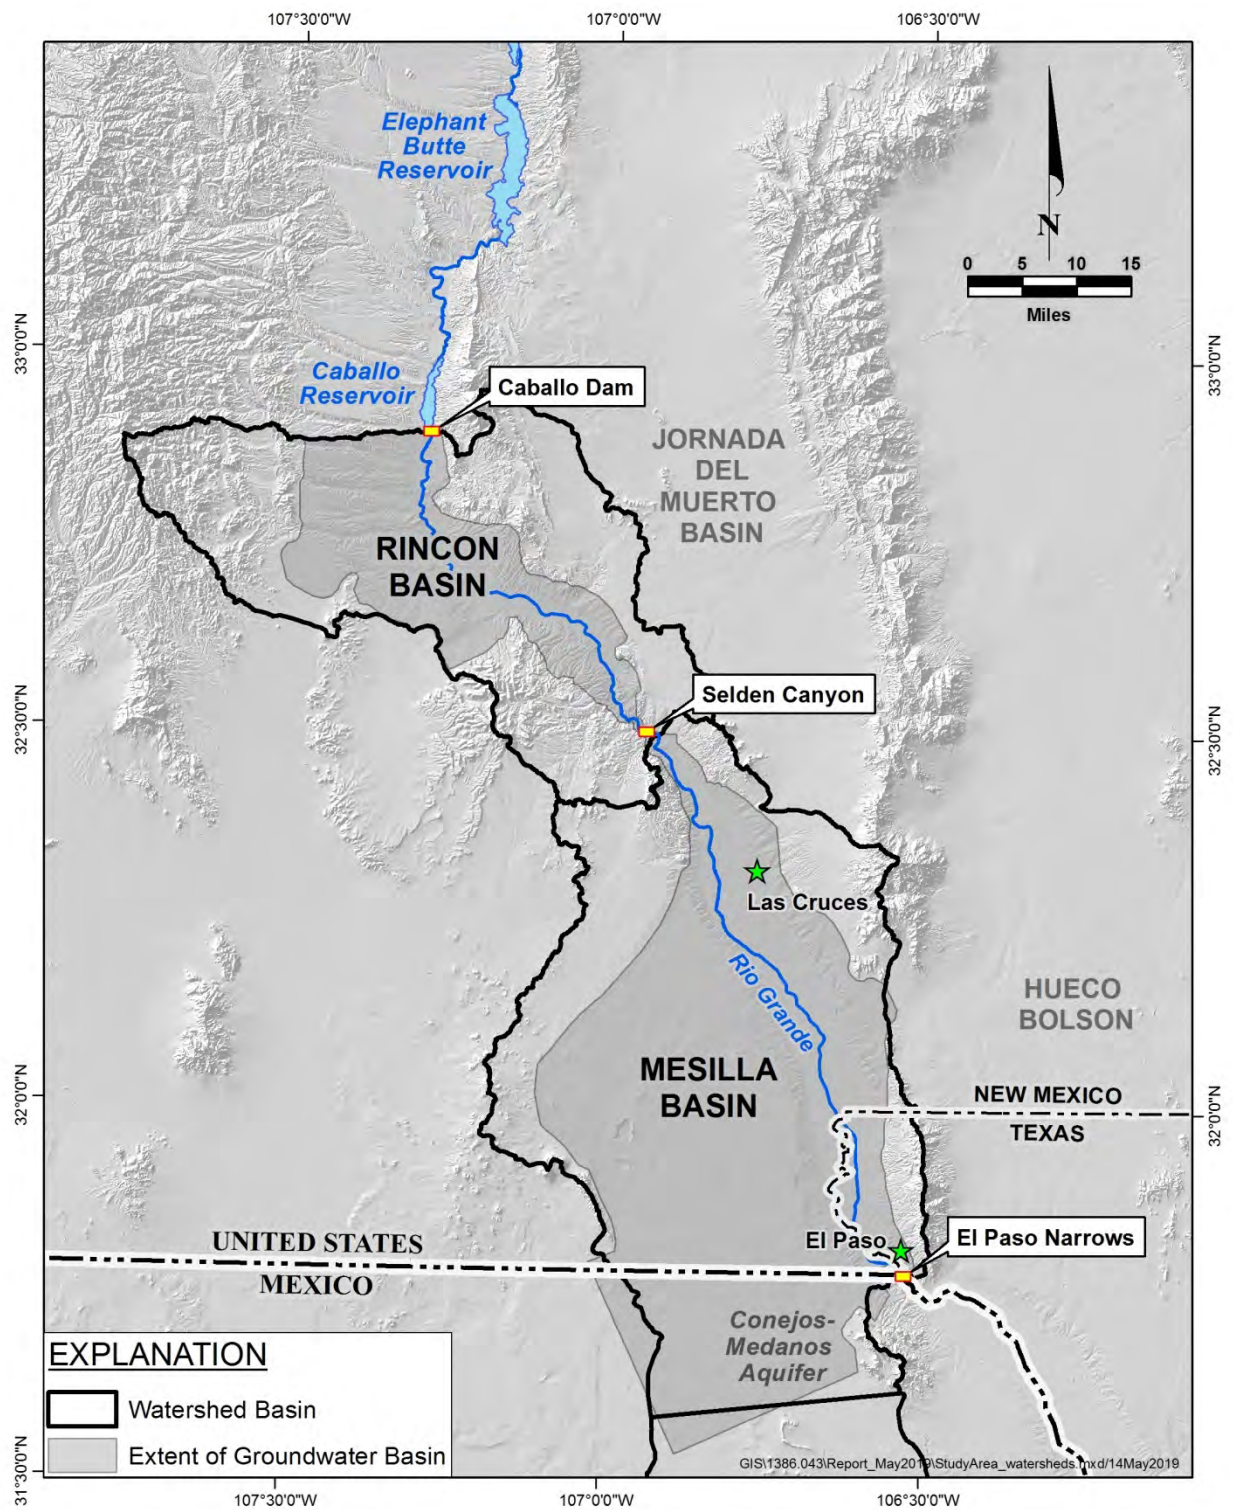 107°30'0"W
107°0'0"W
106°30'0"W
Elephant
Butte
Reservoir
N
0 5 10 15
Miles
33°0'0"N
33°0'0"N
Caballo
Reservoir
Caballo Dam
JORNADA
DEL
MUERTO
BASIN
RINCON
BASIN
Selden Canyon
32°30'0"N
32°30'0"N
Las Cruces
Rio Grande
HUECO
BOLSON
MESILLA
BASIN
32°0'0"N
32°0'0"N
NEW MEXICO
TEXAS
El Paso
El Paso Narrows
UNITED STATES
MEXICO
Conejos-
Medanos
Aquifer
EXPLANATION
Watershed Basin
Extent of Groundwater Basin
GIS\1386.043\Report_May2019\StudyArea_watersheds.mxd/14May2019
31°30'0"N
107°30'0"W
107°0'0"W
106°30'0"W